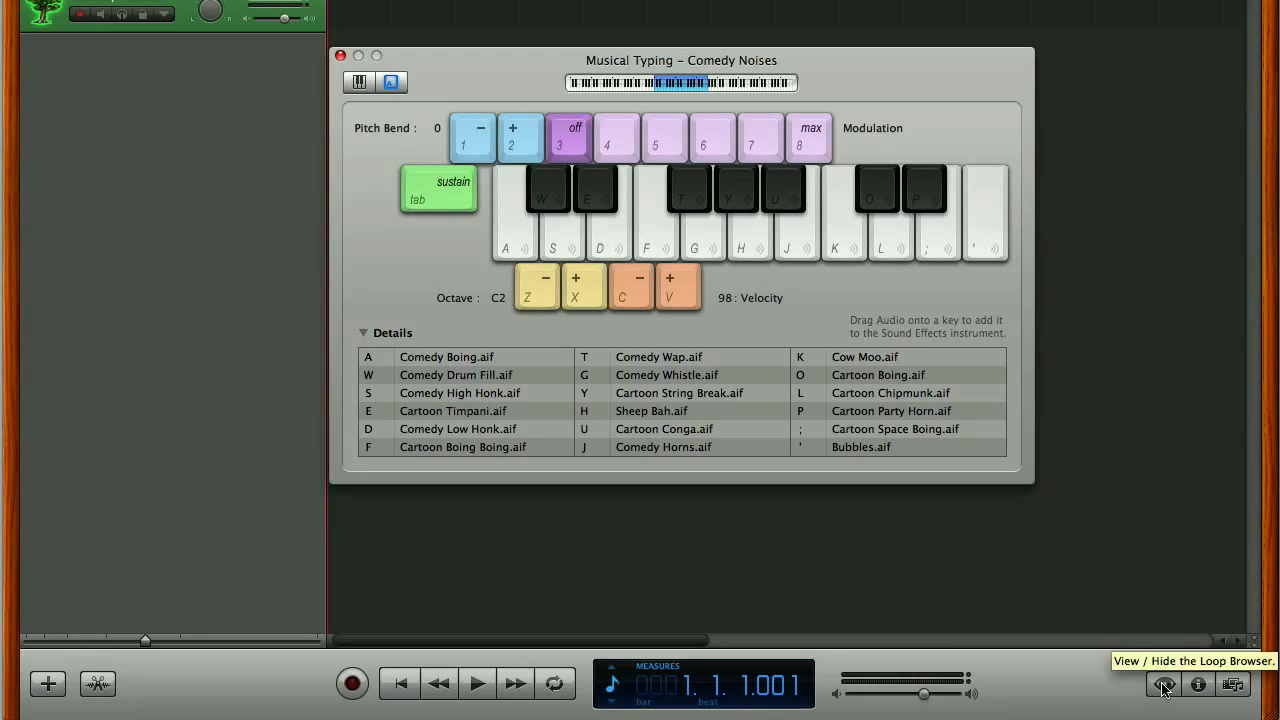 Musical Typing – Comedy Noises
Pitch Bend : 0 – 1 + 2 off 3 4 5 6 7 max 8 Modulation
sustain
tab
W E T Y U O P
A S D F G H J K L ; '
Octave : C2 – Z + X – C + V 98 : Velocity
Drag Audio onto a key to add it
to the Sound Effects instrument.
Details
A Comedy Boing.aif T Comedy Wap.aif K Cow Moo.aif
W Comedy Drum Fill.aif G Comedy Whistle.aif O Cartoon Boing.aif
S Comedy High Honk.aif Y Cartoon String Break.aif L Cartoon Chipmunk.aif
E Cartoon Timpani.aif H Sheep Bah.aif P Cartoon Party Horn.aif
D Comedy Low Honk.aif U Cartoon Conga.aif ; Cartoon Space Boing.aif
F Cartoon Boing Boing.aif J Comedy Horns.aif ' Bubbles.aif
L R
View / Hide the Loop Browser.
MEASURES
1. 1. 1.001
bar beat